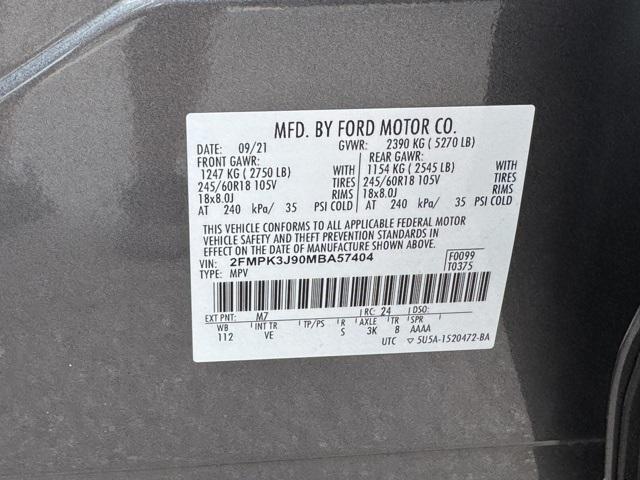 MFD. BY FORD MOTOR CO.
DATE: 09/21 GVWR: 2390 KG ( 5270 LB)
FRONT GAWR: REAR GAWR:
1247 KG ( 2750 LB) WITH 1154 KG ( 2545 LB) WITH
245/60R18 105V TIRES 245/60R18 105V TIRES
18x8.0J RIMS 18x8.0J RIMS
AT 240 kPa/ 35 PSI COLD AT 240 kPa/ 35 PSI COLD
THIS VEHICLE CONFORMS TO ALL APPLICABLE FEDERAL MOTOR
VEHICLE SAFETY AND THEFT PREVENTION STANDARDS IN
EFFECT ON THE DATE OF MANUFACTURE SHOWN ABOVE.
VIN: 2FMPK3J90MBA57404 F0099
TYPE: MPV T0375
EXT PNT: M7 RC: 24 DSO:
WB INT TR TP/PS R AXLE TR SPR
112 VE S 3K 8 AAAA
UTC ▽ 5U5A-1520472-BA